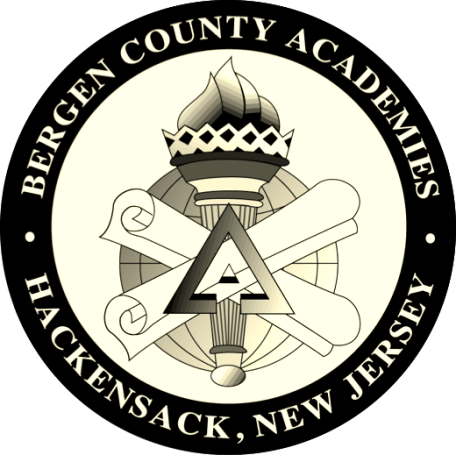 BERGEN COUNTY ACADEMIES
HACKENSACK, NEW JERSEY
A